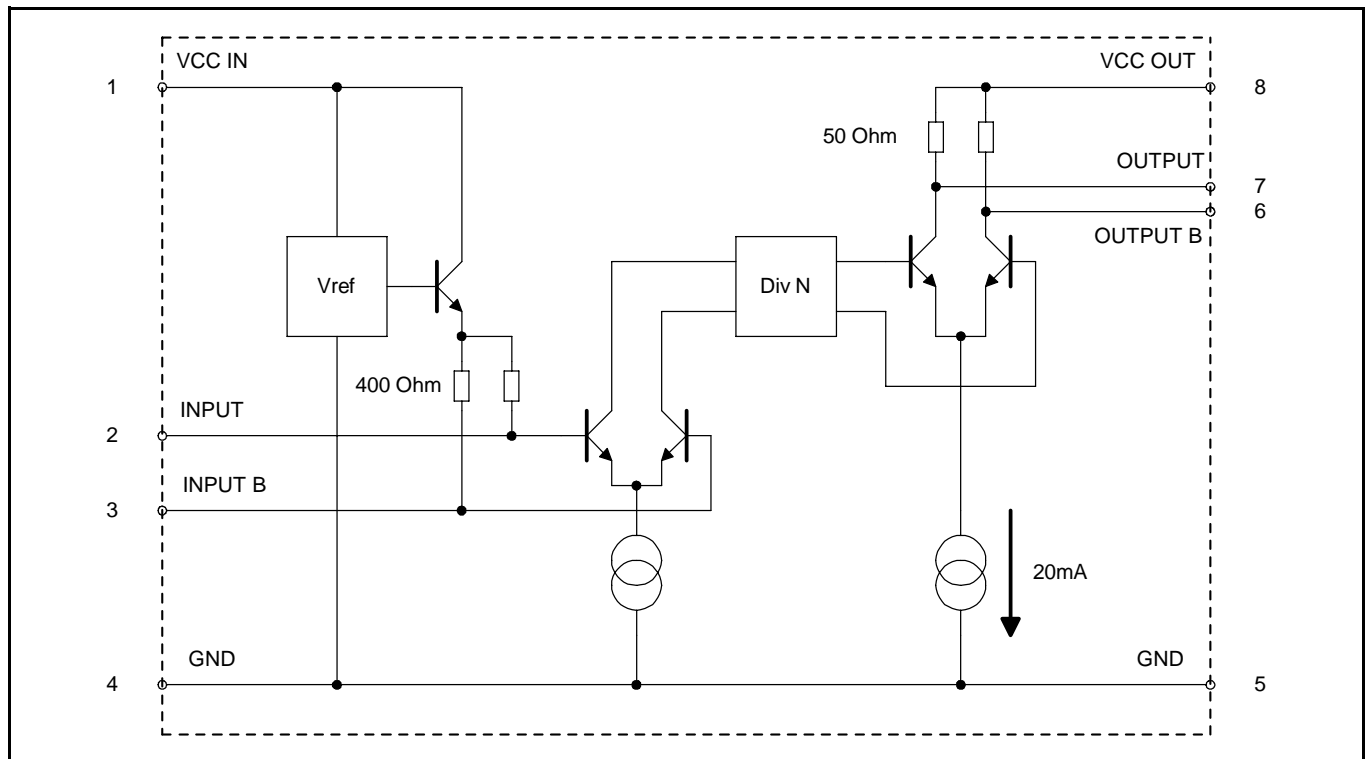 VCC IN
VCC OUT
1
8
50 Ohm
OUTPUT
7
6
OUTPUT B
Vref
Div N
400 Ohm
INPUT
2
INPUT B
3
20mA
GND
GND
4
5